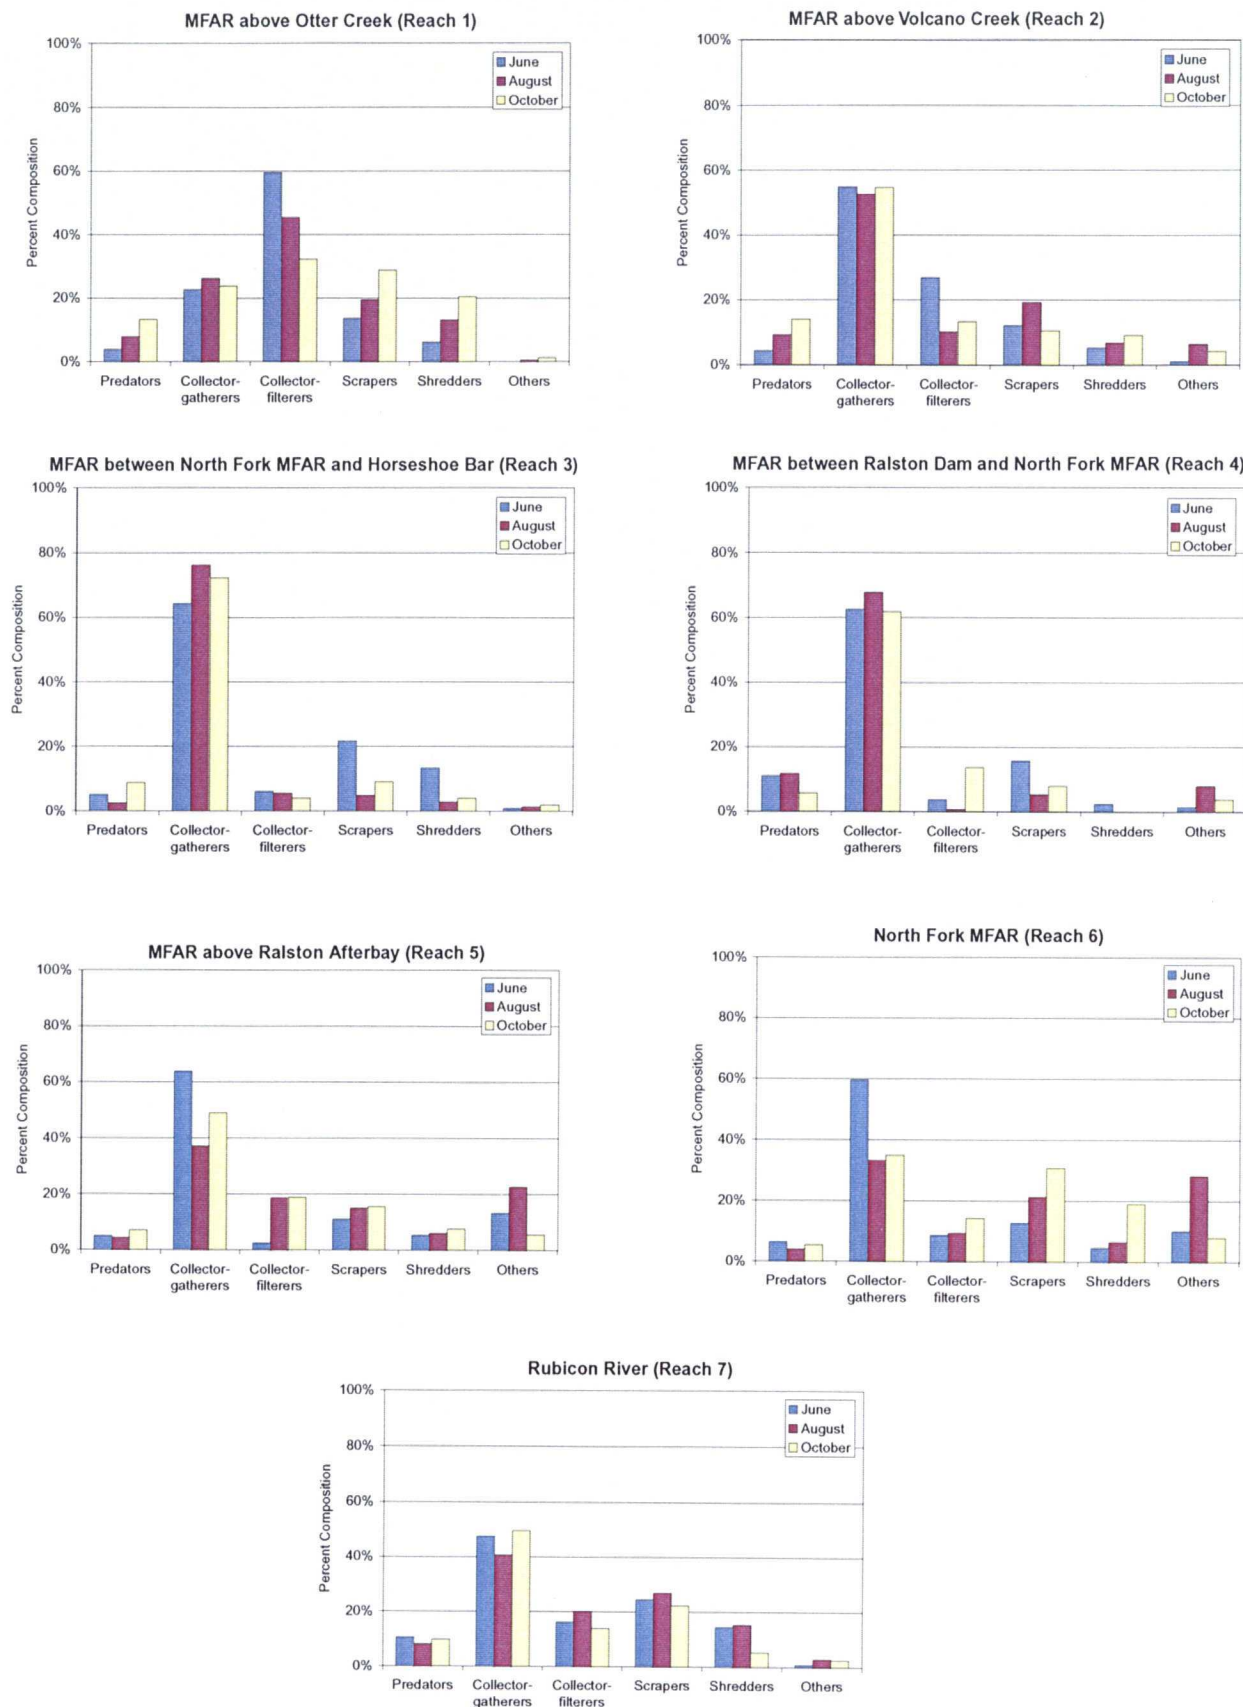 MFAR above Otter Creek (Reach 1)
100%
80%
60%
40%
20%
0%
Percent Composition
June
August
October
Predators
Collector-
gatherers
Collector-
filterers
Scrapers
Shredders
Others
MFAR above Volcano Creek (Reach 2)
100%
80%
60%
40%
20%
0%
Percent Composition
June
August
October
Predators
Collector-
gatherers
Collector-
filterers
Scrapers
Shredders
Others
MFAR between North Fork MFAR and Horseshoe Bar (Reach 3)
100%
80%
60%
40%
20%
0%
Percent Composition
June
August
October
Predators
Collector-
gatherers
Collector-
filterers
Scrapers
Shredders
Others
MFAR between Ralston Dam and North Fork MFAR (Reach 4)
100%
80%
60%
40%
20%
0%
Percent Composition
June
August
October
Predators
Collector-
gatherers
Collector-
filterers
Scrapers
Shredders
Others
MFAR above Ralston Afterbay (Reach 5)
100%
80%
60%
40%
20%
0%
Percent Composition
June
August
October
Predators
Collector-
gatherers
Collector-
filterers
Scrapers
Shredders
Others
North Fork MFAR (Reach 6)
100%
80%
60%
40%
20%
0%
Percent Composition
June
August
October
Predators
Collector-
gatherers
Collector-
filterers
Scrapers
Shredders
Others
Rubicon River (Reach 7)
100%
80%
60%
40%
20%
0%
Percent Composition
June
August
October
Predators
Collector-
gatherers
Collector-
filterers
Scrapers
Shredders
Others